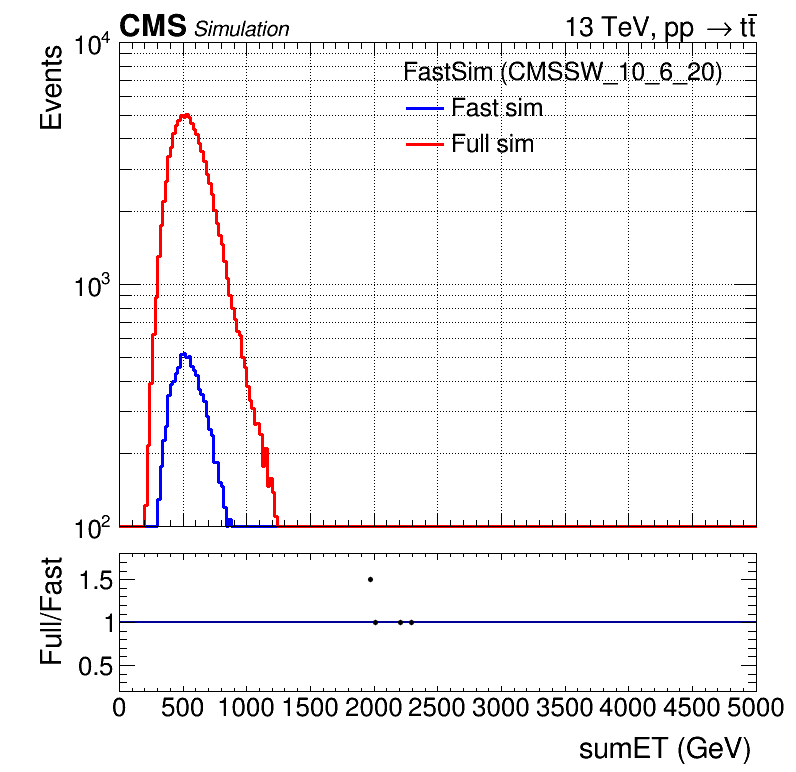 CMS Simulation 13 TeV, pp → tt̄
Events
10⁴
10³
10²
FastSim (CMSSW_10_6_20)
Fast sim
Full sim
Full/Fast
1.5
1
0.5
0 500 1000 1500 2000 2500 3000 3500 4000 4500 5000
sumET (GeV)